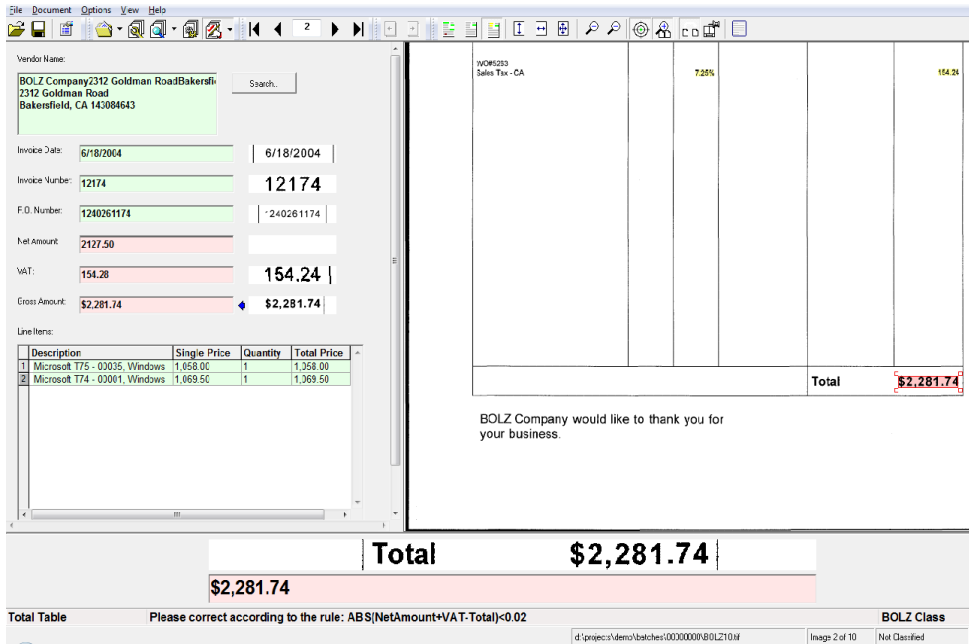 File Document Options View Help
2
Vendor Name:
BOLZ Company2312 Goldman RoadBakersfi
2312 Goldman Road
Bakersfield, CA 143084643
Search..
Invoice Date: 6/18/2004 6/18/2004
Invoice Number: 12174 12174
P.O. Number: 1240261174 1240261174
Net Amount: 2127.50
VAT: 154.28 154.24
Gross Amount: $2,281.74 $2,281.74
Line Items:
Description Single Price Quantity Total Price
1 Microsoft T75 - 00035, Windows 1,058.00 1 1,058.00
2 Microsoft T74 - 00001, Windows 1,069.50 1 1,069.50
WO#5233
Sales Tax - CA 7.25% 154.24
Total $2,281.74
BOLZ Company would like to thank you for
your business.
Total $2,281.74
$2,281.74
Total Table Please correct according to the rule: ABS(NetAmount+VAT-Total)<0.02 BOLZ Class
d:\projects\demo\batches\00000000\BOLZ10.tif Image 2 of 10 Not Classified